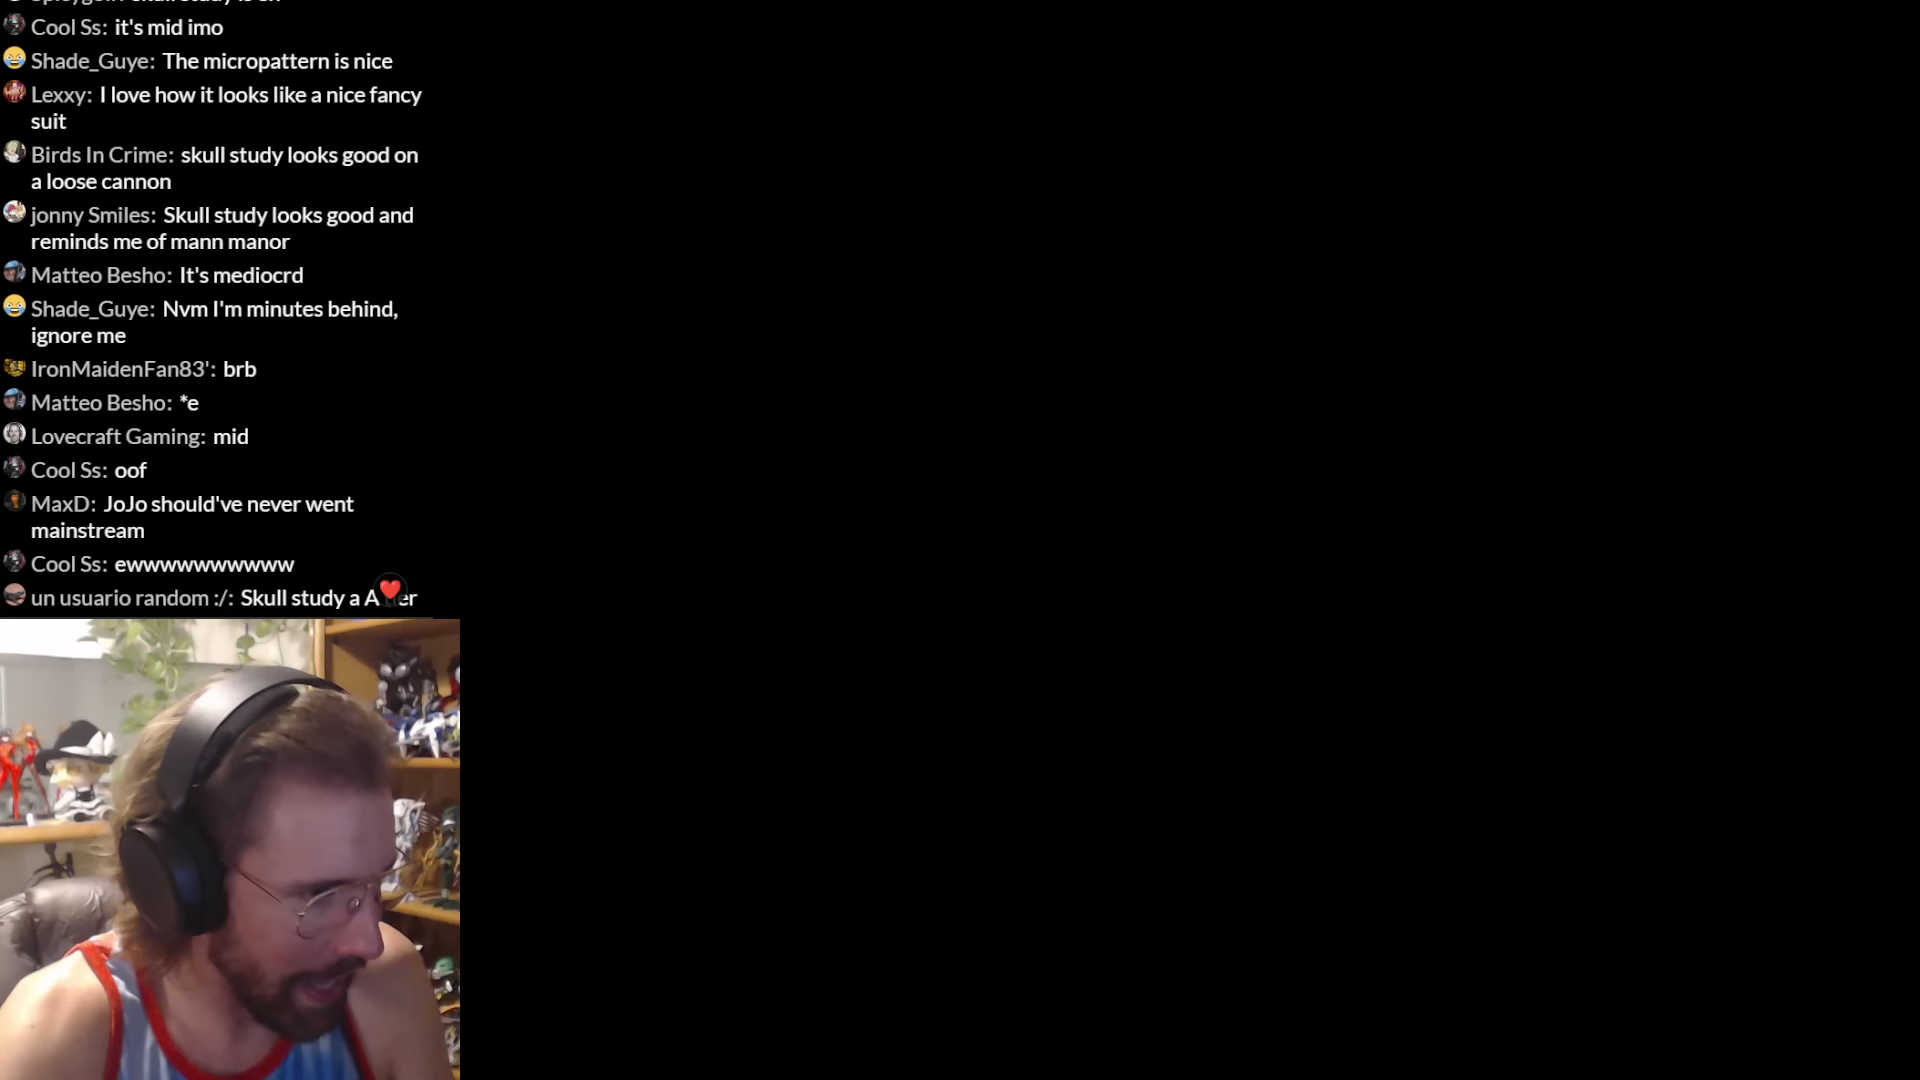 Cool Ss: it's mid imo
Shade_Guye: The micropattern is nice
Lexxy: I love how it looks like a nice fancy
suit
Birds In Crime: skull study looks good on
a loose cannon
jonny Smiles: Skull study looks good and
reminds me of mann manor
Matteo Besho: It's mediocrd
Shade_Guye: Nvm I'm minutes behind,
ignore me
IronMaidenFan83': brb
Matteo Besho: *e
Lovecraft Gaming: mid
Cool Ss: oof
MaxD: JoJo should've never went
mainstream
Cool Ss: ewwwwwwwwww
un usuario random :/: Skull study a A